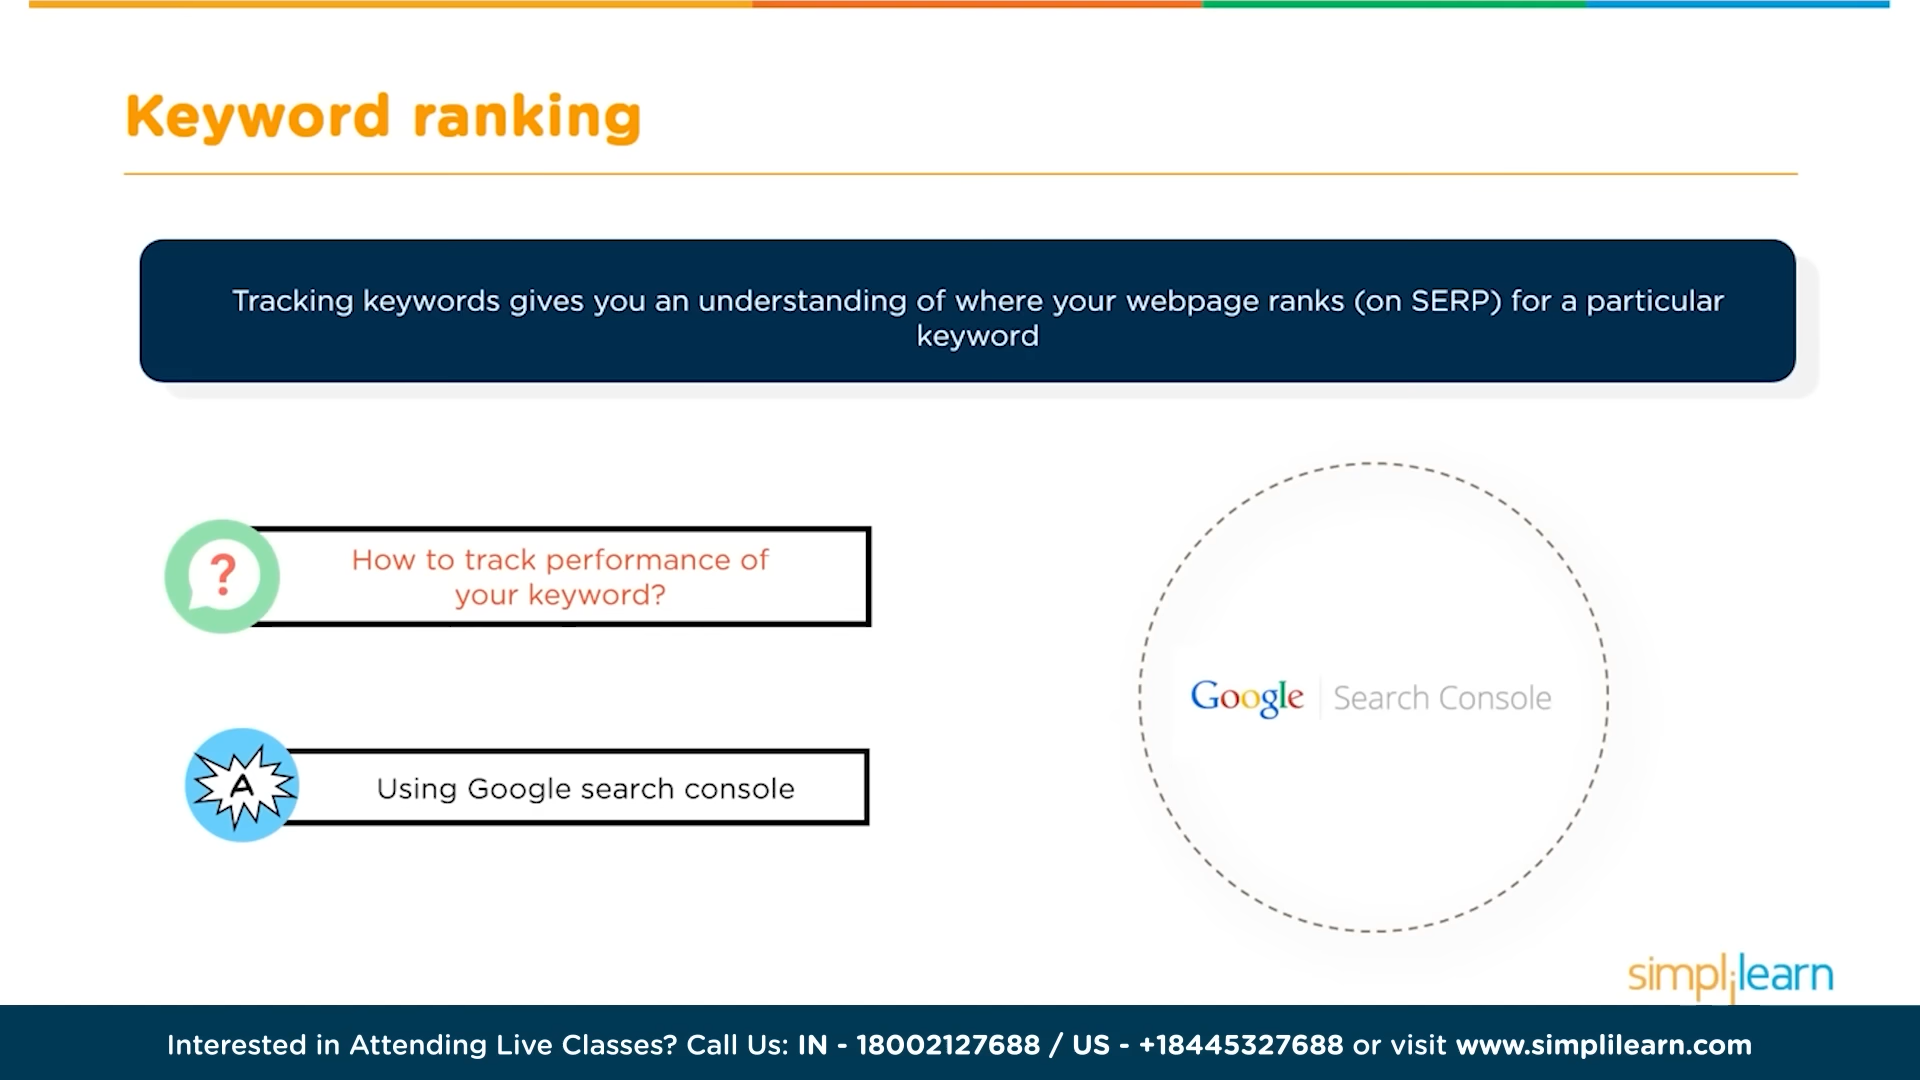 Keyword ranking
Tracking keywords gives you an understanding of where your webpage ranks (on SERP) for a particular
keyword
?
How to track performance of
your keyword?
A
Using Google search console
Google Search Console
simplilearn
Interested in Attending Live Classes? Call Us: IN - 18002127688 / US - +18445327688 or visit www.simplilearn.com